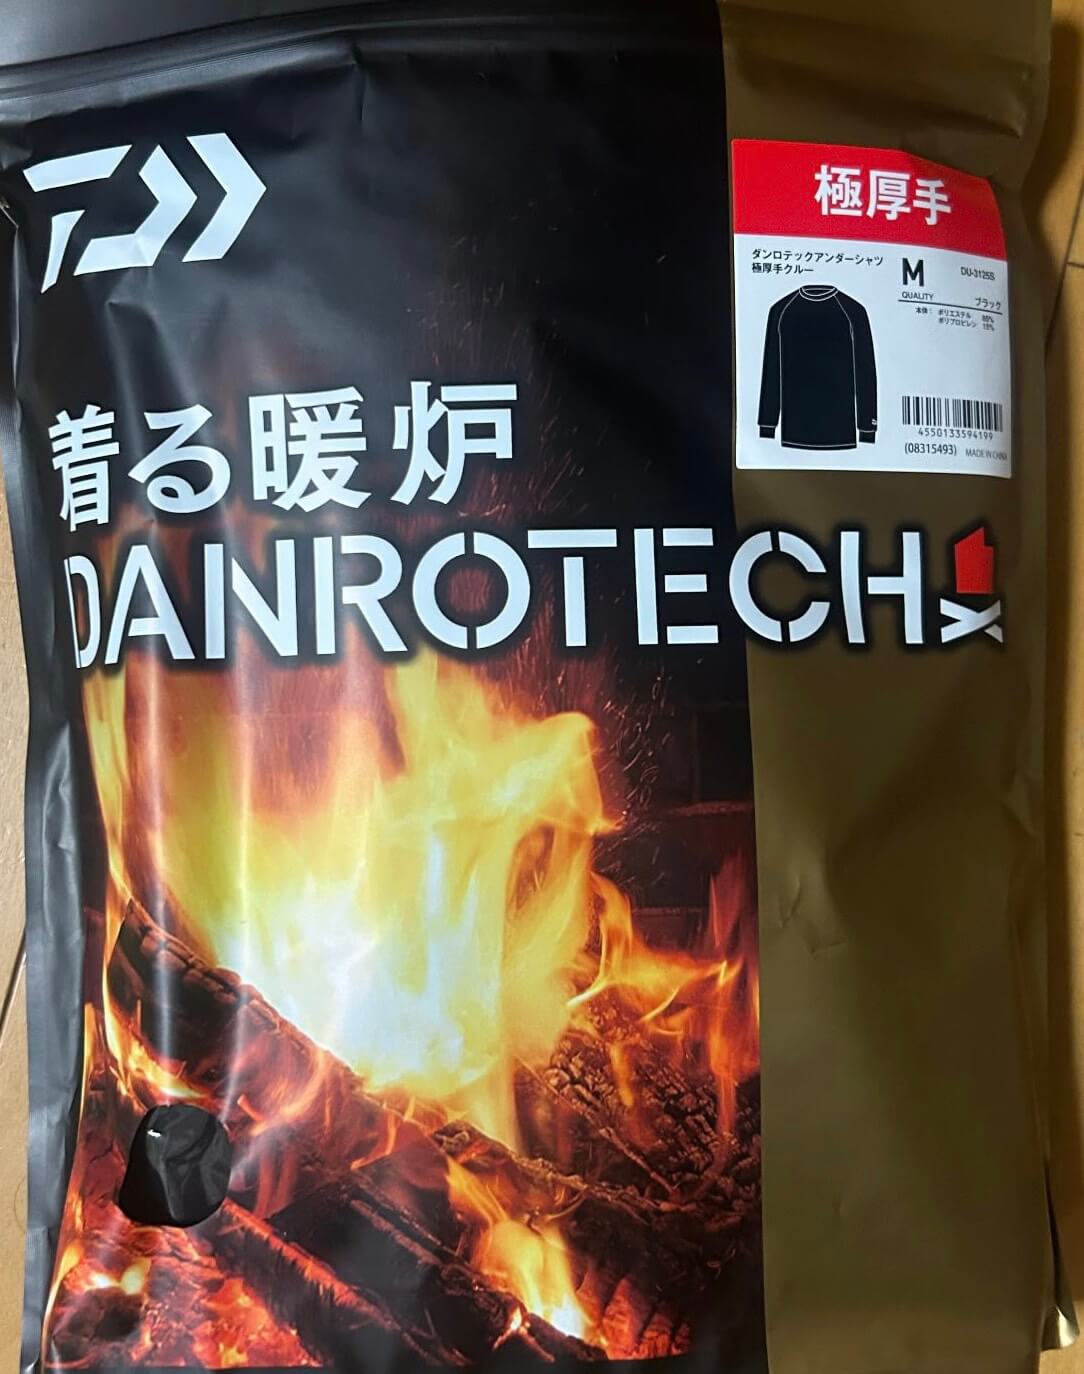 極厚手
ダンロテックアンダーシャツ
極厚手クルー
M
DU-3125S
QUALITY
ブラック
本体: ポリエステル 85%
ポリプロピレン 15%
4550133594199
(08315493) MADE IN CHINA
着る暖炉
DANROTECH